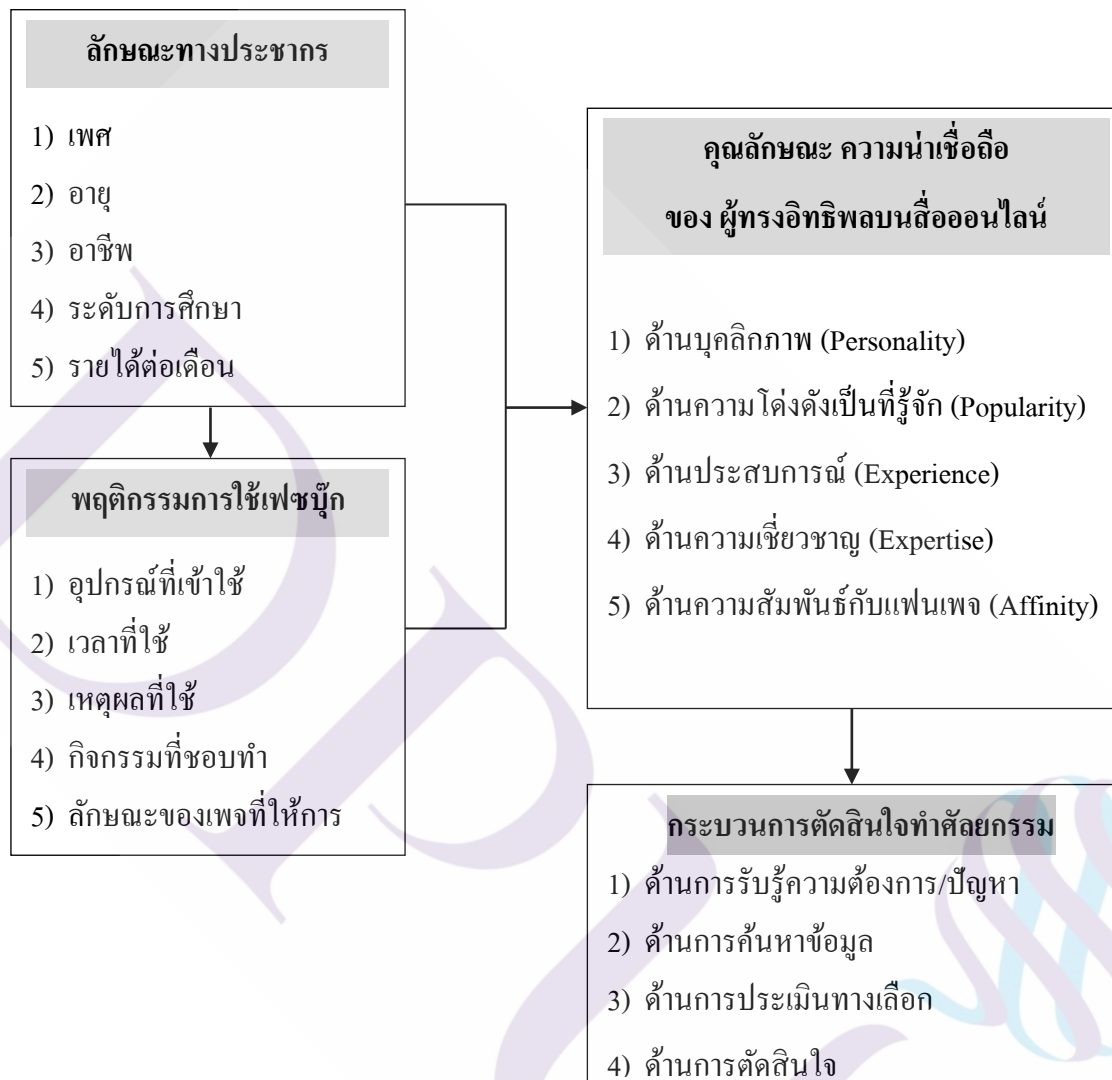 ลักษณะทางประชากร
1) เพศ
2) อายุ
3) อาชีพ
4) ระดับการศึกษา
5) รายได้ต่อเดือน
พฤติกรรมการใช้เฟซบุ๊ก
1) อุปกรณ์ที่เข้าใช้
2) เวลาที่ใช้
3) เหตุผลที่ใช้
4) กิจกรรมที่ชอบทำ
5) ลักษณะของเพจที่ให้การ
คุณลักษณะ ความน่าเชื่อถือ
ของ ผู้ทรงอิทธิพลบนสื่อออนไลน์
1) ด้านบุคลิกภาพ (Personality)
2) ด้านความโด่งดังเป็นที่รู้จัก (Popularity)
3) ด้านประสบการณ์ (Experience)
4) ด้านความเชี่ยวชาญ (Expertise)
5) ด้านความสัมพันธ์กับแฟนเพจ (Affinity)
กระบวนการตัดสินใจทำศัลยกรรม
1) ด้านการรับรู้ความต้องการ/ปัญหา
2) ด้านการค้นหาข้อมูล
3) ด้านการประเมินทางเลือก
4) ด้านการตัดสินใจ